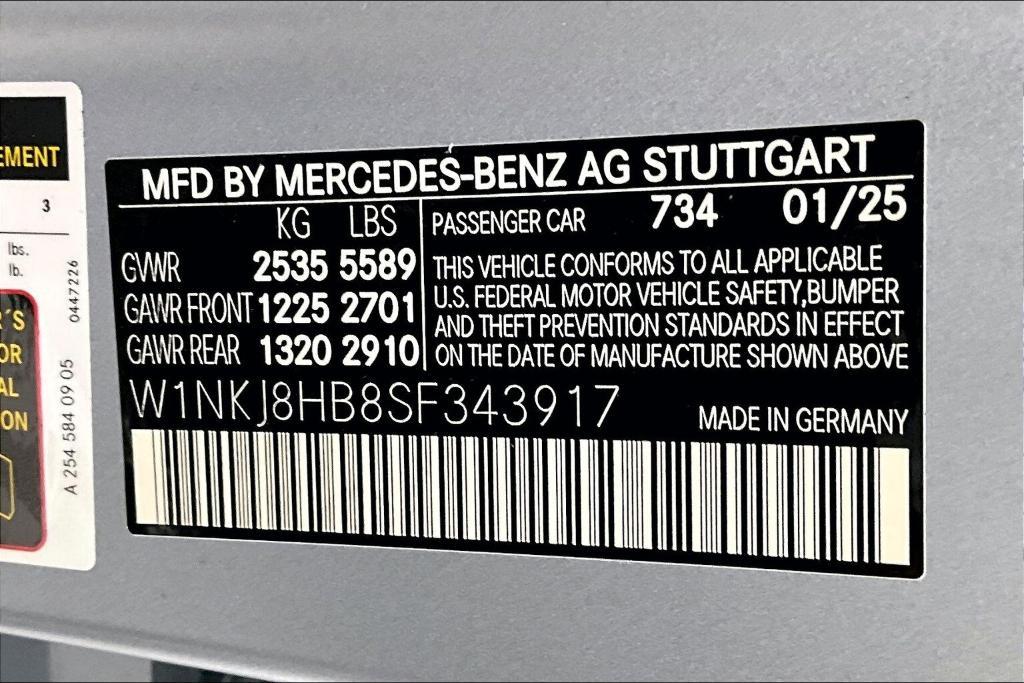 EMENT
3
lbs.
lb.
0447226
A 254 584 09 05
´S
OR
AL
ON
MFD BY MERCEDES-BENZ AG STUTTGART
KG LBS
GVWR 2535 5589
GAWR FRONT 1225 2701
GAWR REAR 1320 2910
PASSENGER CAR 734 01/25
THIS VEHICLE CONFORMS TO ALL APPLICABLE
U.S. FEDERAL MOTOR VEHICLE SAFETY,BUMPER
AND THEFT PREVENTION STANDARDS IN EFFECT
ON THE DATE OF MANUFACTURE SHOWN ABOVE
W1NKJ8HB8SF343917
MADE IN GERMANY